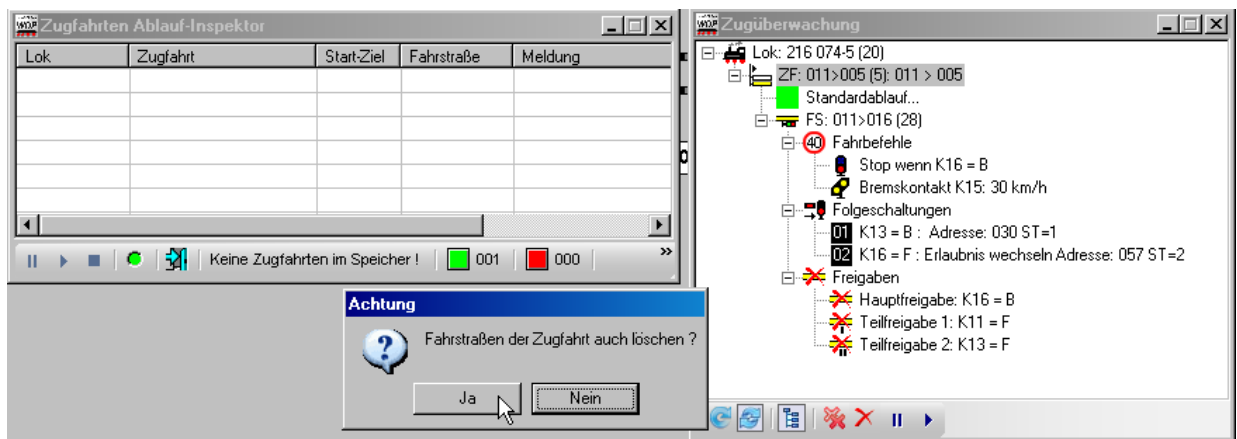 Zugfahrten Ablauf-Inspektor
Lok Zugfahrt Start-Ziel Fahrstraße Meldung
Keine Zugfahrten im Speicher ! 001 000 »
Achtung
Fahrstraßen der Zugfahrt auch löschen ?
Ja Nein
Zugüberwachung
Lok: 216 074-5 (20)
ZF: 011>005 (5): 011 > 005
Standardablauf...
FS: 011>016 (28)
40 Fahrbefehle
Stop wenn K16 = B
Bremskontakt K15: 30 km/h
Folgeschaltungen
01 K13 = B : Adresse: 030 ST=1
02 K16 = F : Erlaubnis wechseln Adresse: 057 ST=2
Freigaben
Hauptfreigabe: K16 = B
Teilfreigabe 1: K11 = F
Teilfreigabe 2: K13 = F